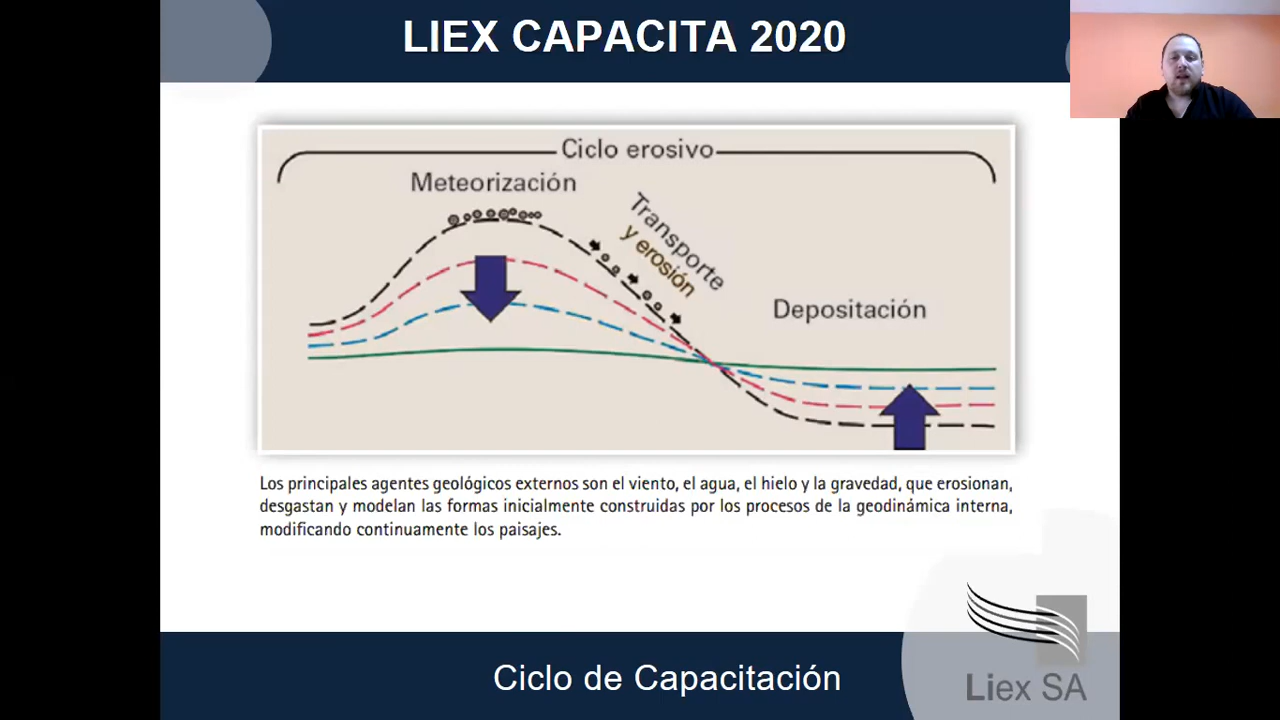 LIEX CAPACITA 2020
Ciclo erosivo
Meteorización
Transporte
y erosión
Depositación
Los principales agentes geológicos externos son el viento, el agua, el hielo y la gravedad, que erosionan,
desgastan y modelan las formas inicialmente construidas por los procesos de la geodinámica interna,
modificando continuamente los paisajes.
Ciclo de Capacitación
Liex SA